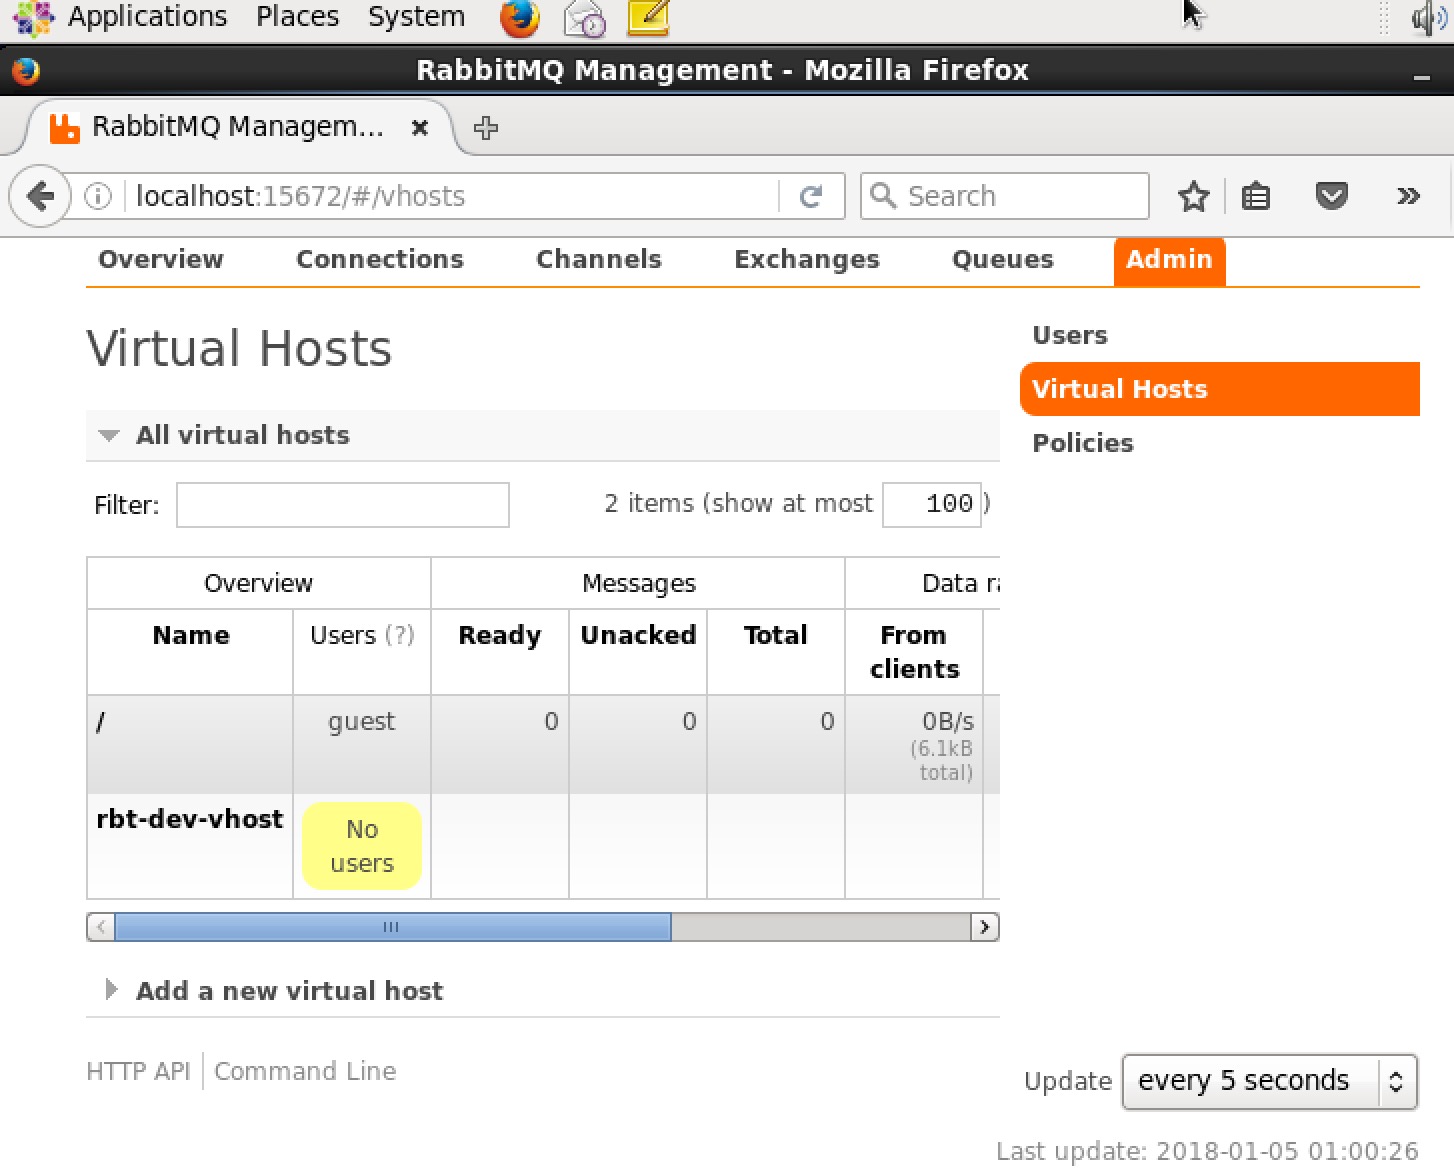 Applications Places System
RabbitMQ Management - Mozilla Firefox
RabbitMQ Managem...
localhost:15672/#/vhosts
Search
Overview Connections Channels Exchanges Queues Admin
Virtual Hosts
Users
Virtual Hosts
Policies
All virtual hosts
Filter: 2 items (show at most 100 )
Overview Messages Data ra
Name Users (?) Ready Unacked Total From clients
/ guest 0 0 0 0B/s
(6.1kB
total)
rbt-dev-vhost No
users
Add a new virtual host
HTTP API Command Line
Update every 5 seconds
Last update: 2018-01-05 01:00:26